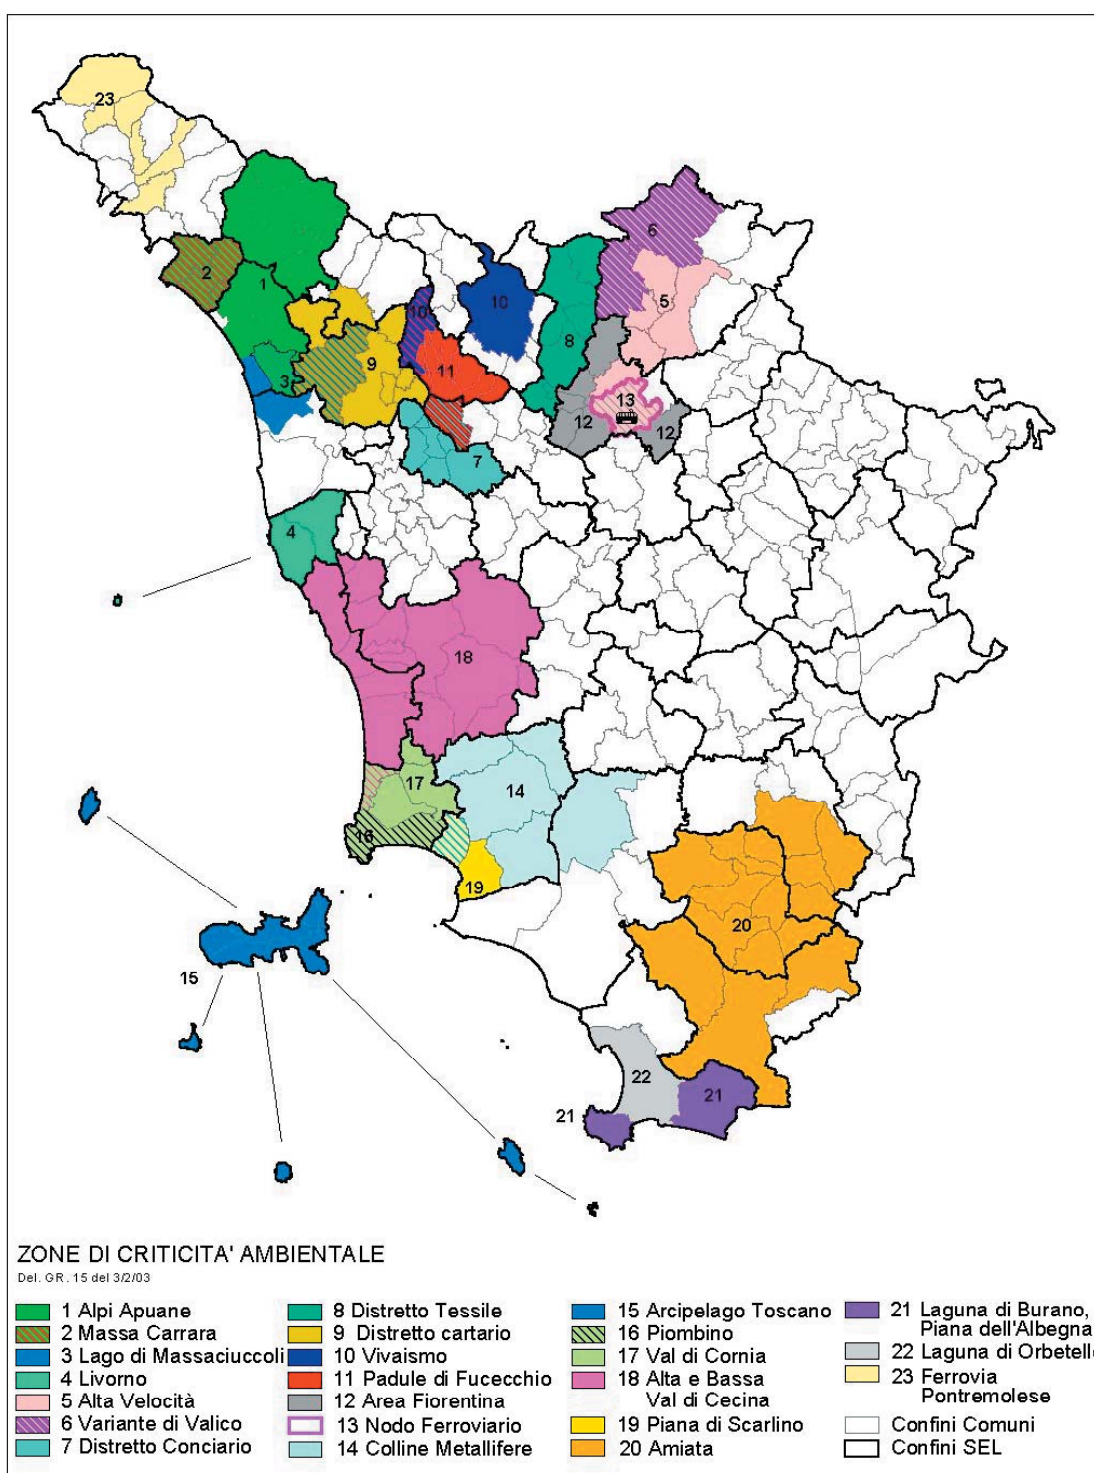 23
6
2
1
10
10
5
8
9
3
11
13
12
12
7
4
18
17
14
16
19
20
15
22
21
21
ZONE DI CRITICITA' AMBIENTALE
Del. GR. 15 del 3/2/03
1 Alpi Apuane
2 Massa Carrara
3 Lago di Massaciuccoli
4 Livorno
5 Alta Velocità
6 Variante di Valico
7 Distretto Conciario
8 Distretto Tessile
9 Distretto cartario
10 Vivaismo
11 Padule di Fucecchio
12 Area Fiorentina
13 Nodo Ferroviario
14 Colline Metallifere
15 Arcipelago Toscano
16 Piombino
17 Val di Cornia
18 Alta e Bassa
Val di Cecina
19 Piana di Scarlino
20 Amiata
21 Laguna di Burano,
Piana dell'Albegna
22 Laguna di Orbetell
23 Ferrovia
Pontremolese
Confini Comuni
Confini SEL